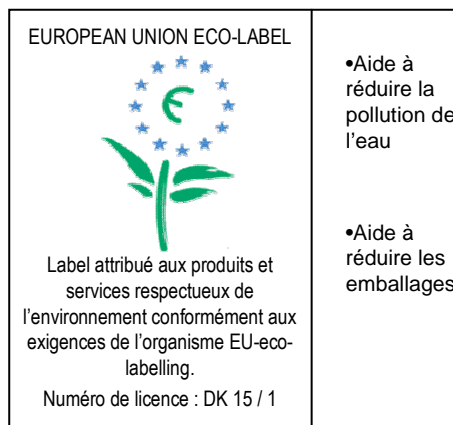 EUROPEAN UNION ECO-LABEL
Label attribué aux produits et
services respectueux de
l’environnement conformément aux
exigences de l’organisme EU-eco-
labelling.
Numéro de licence : DK 15 / 1
•Aide à
réduire la
pollution de
l’eau
•Aide à
réduire les
emballages